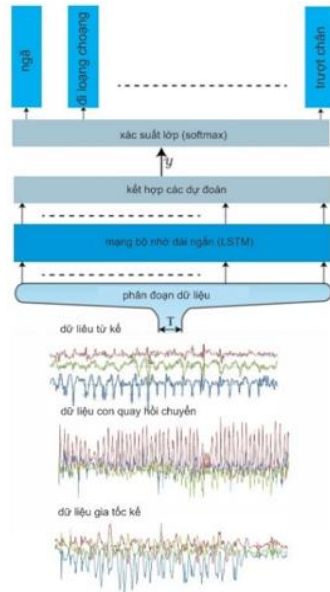 ngã
đi loạng choạng
trượt chân
xác suất lớp (softmax)
y
kết hợp các dự đoán
mạng bộ nhớ dài ngắn (LSTM)
phân đoạn dữ liệu
T
dữ liệu từ kế
dữ liệu con quay hồi chuyển
dữ liệu gia tốc kế